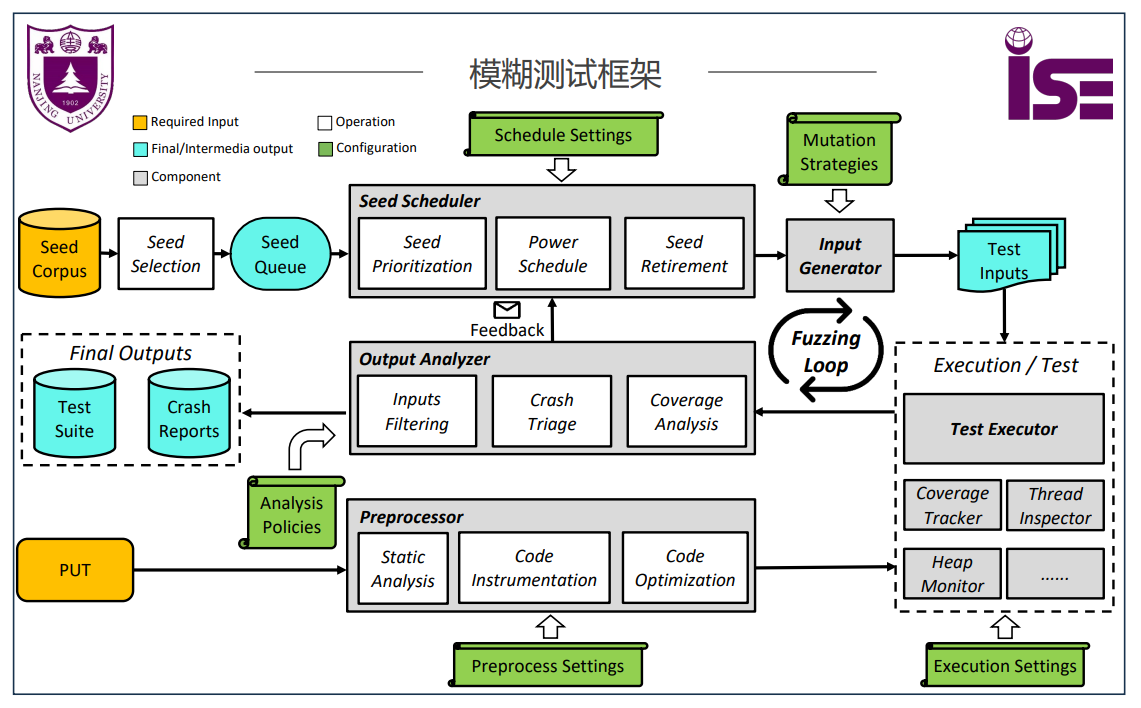 模糊测试框架
NANJING UNIVERSITY
1902
iSE
Required Input
Operation
Final/Intermedia output
Configuration
Component
Schedule Settings
Mutation
Strategies
Seed
Corpus
Seed
Selection
Seed
Queue
Seed Scheduler
Seed
Prioritization
Power
Schedule
Seed
Retirement
Input
Generator
Test
Inputs
Feedback
Fuzzing
Loop
Final Outputs
Test
Suite
Crash
Reports
Output Analyzer
Inputs
Filtering
Crash
Triage
Coverage
Analysis
Execution / Test
Test Executor
Coverage
Tracker
Thread
Inspector
Heap
Monitor
......
Analysis
Policies
PUT
Preprocessor
Static
Analysis
Code
Instrumentation
Code
Optimization
Preprocess Settings
Execution Settings